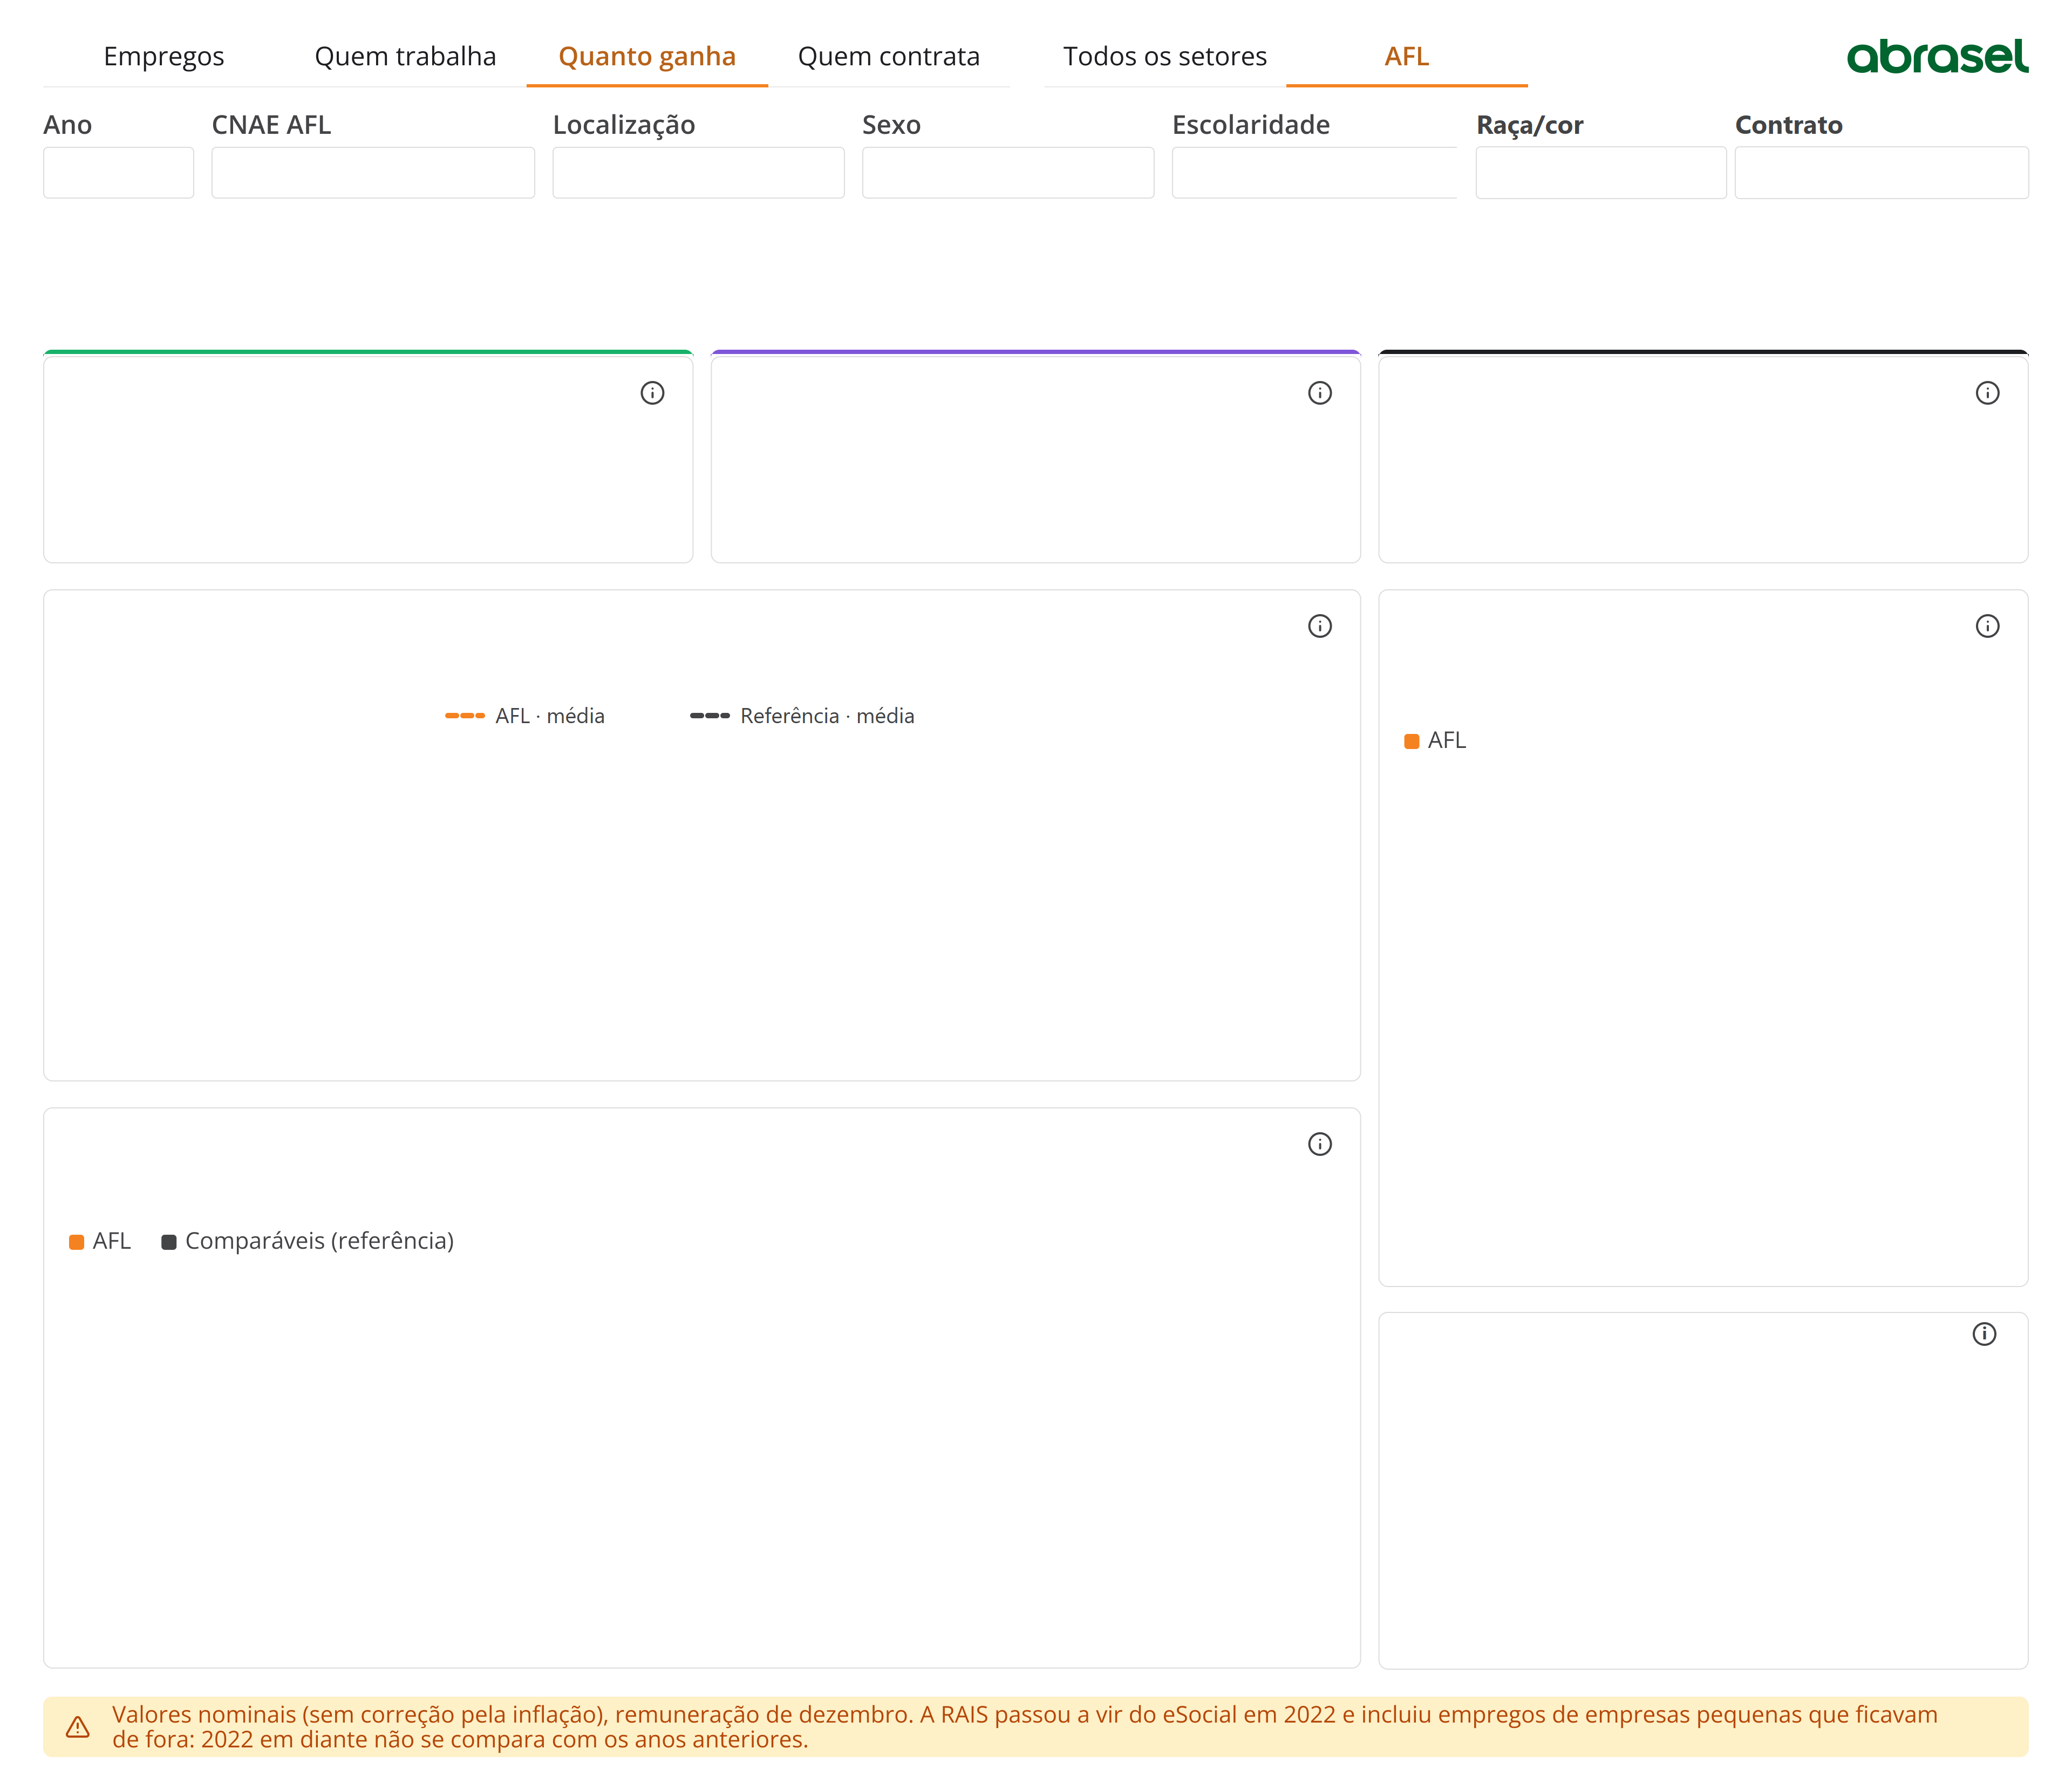 Empregos
Quem trabalha
Quanto ganha
Quem contrata
Todos os setores
AFL
abrasel
Ano
CNAE AFL
Localização
Sexo
Escolaridade
Raça/cor
Contrato
AFL · média
Referência · média
AFL
AFL
Comparáveis (referência)
Valores nominais (sem correção pela inflação), remuneração de dezembro. A RAIS passou a vir do eSocial em 2022 e incluiu empregos de empresas pequenas que ficavam
de fora: 2022 em diante não se compara com os anos anteriores.